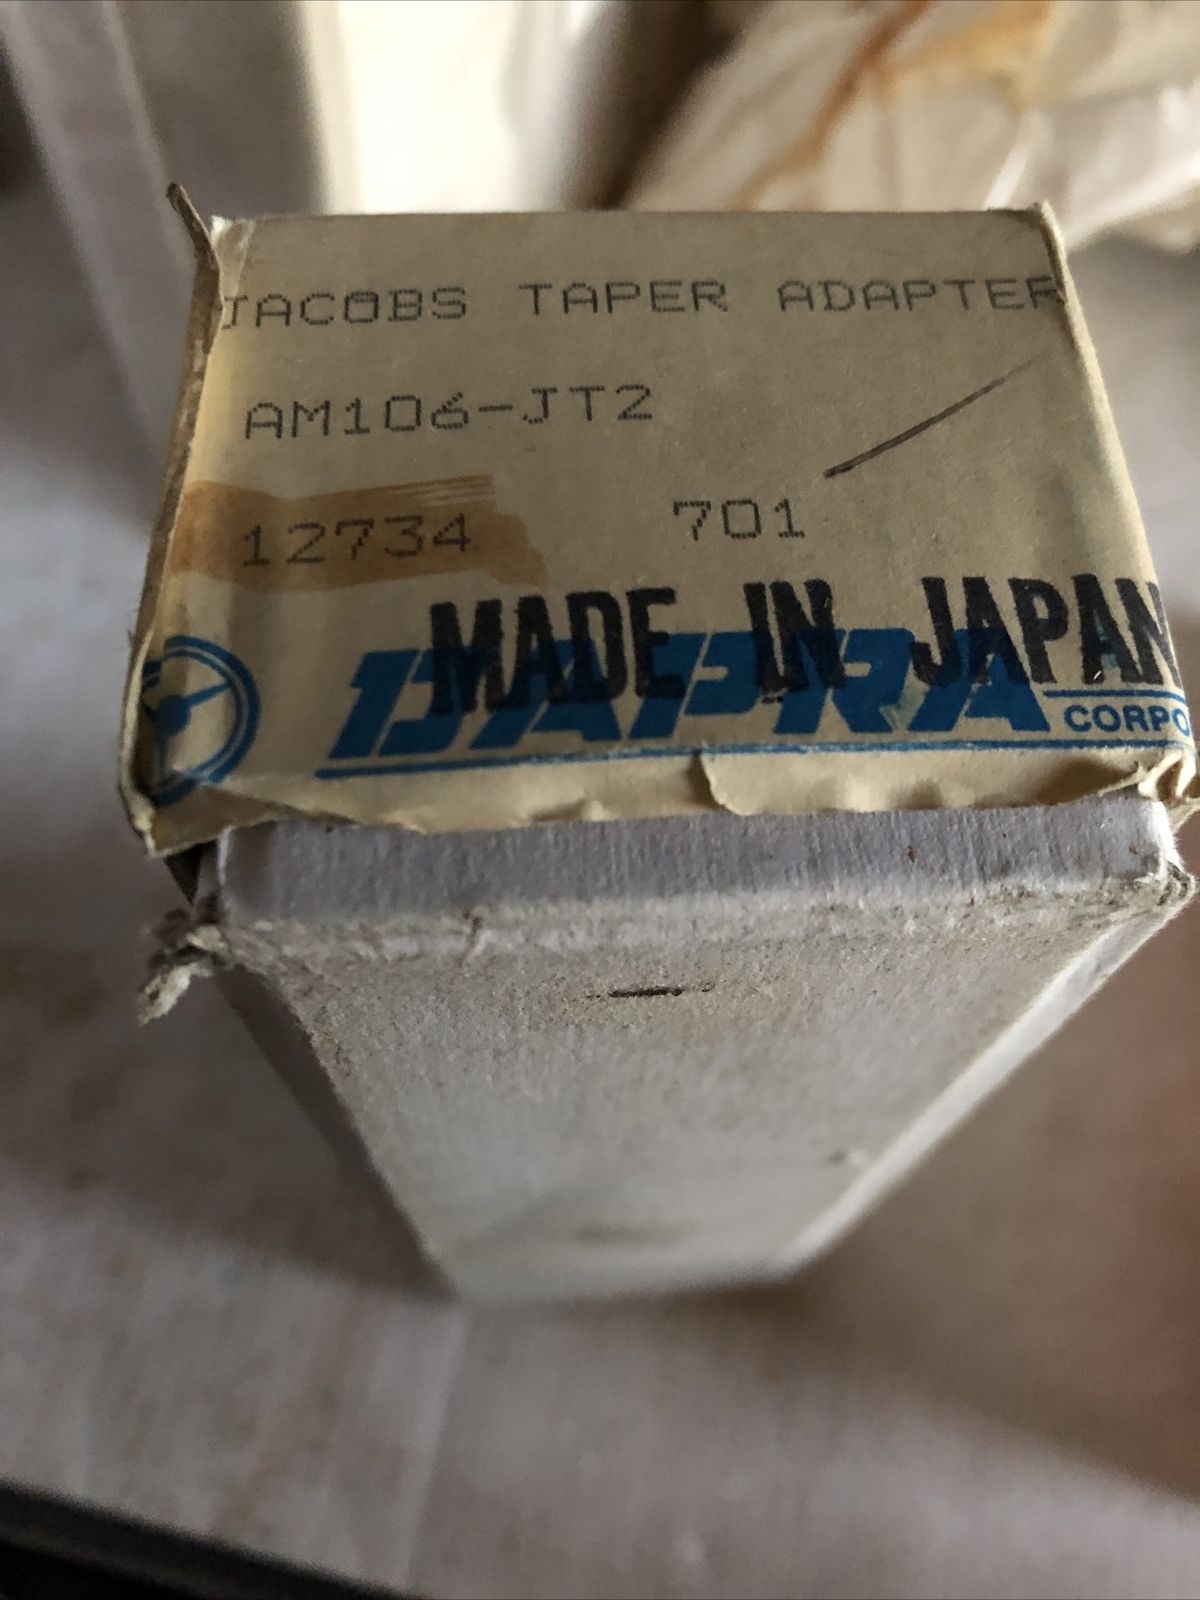 JACOBS TAPER ADAPTER
AM106-JT2
12734 701
MADE IN JAPAN
DAPRA
CORPO